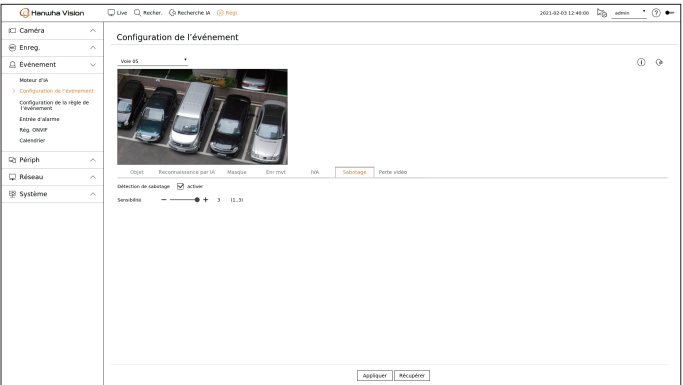 Hanwha Vision
Live Recher. Recherche IA Régl.
2021-02-03 12:40:00 admin
Caméra
Enreg.
Événement
Moteur d'IA
Configuration de l'événement
Configuration de la règle de
l'événement
Entrée d'alarme
Rég. ONVIF
Calendrier
Périph
Réseau
Système
Configuration de l'événement
Voie 05
Objet Reconnaissance par IA Masque Enr mvt IVA Sabotage Perte vidéo
Détection de sabotage activer
Sensibilité 3 (1..3)
Appliquer Récupérer